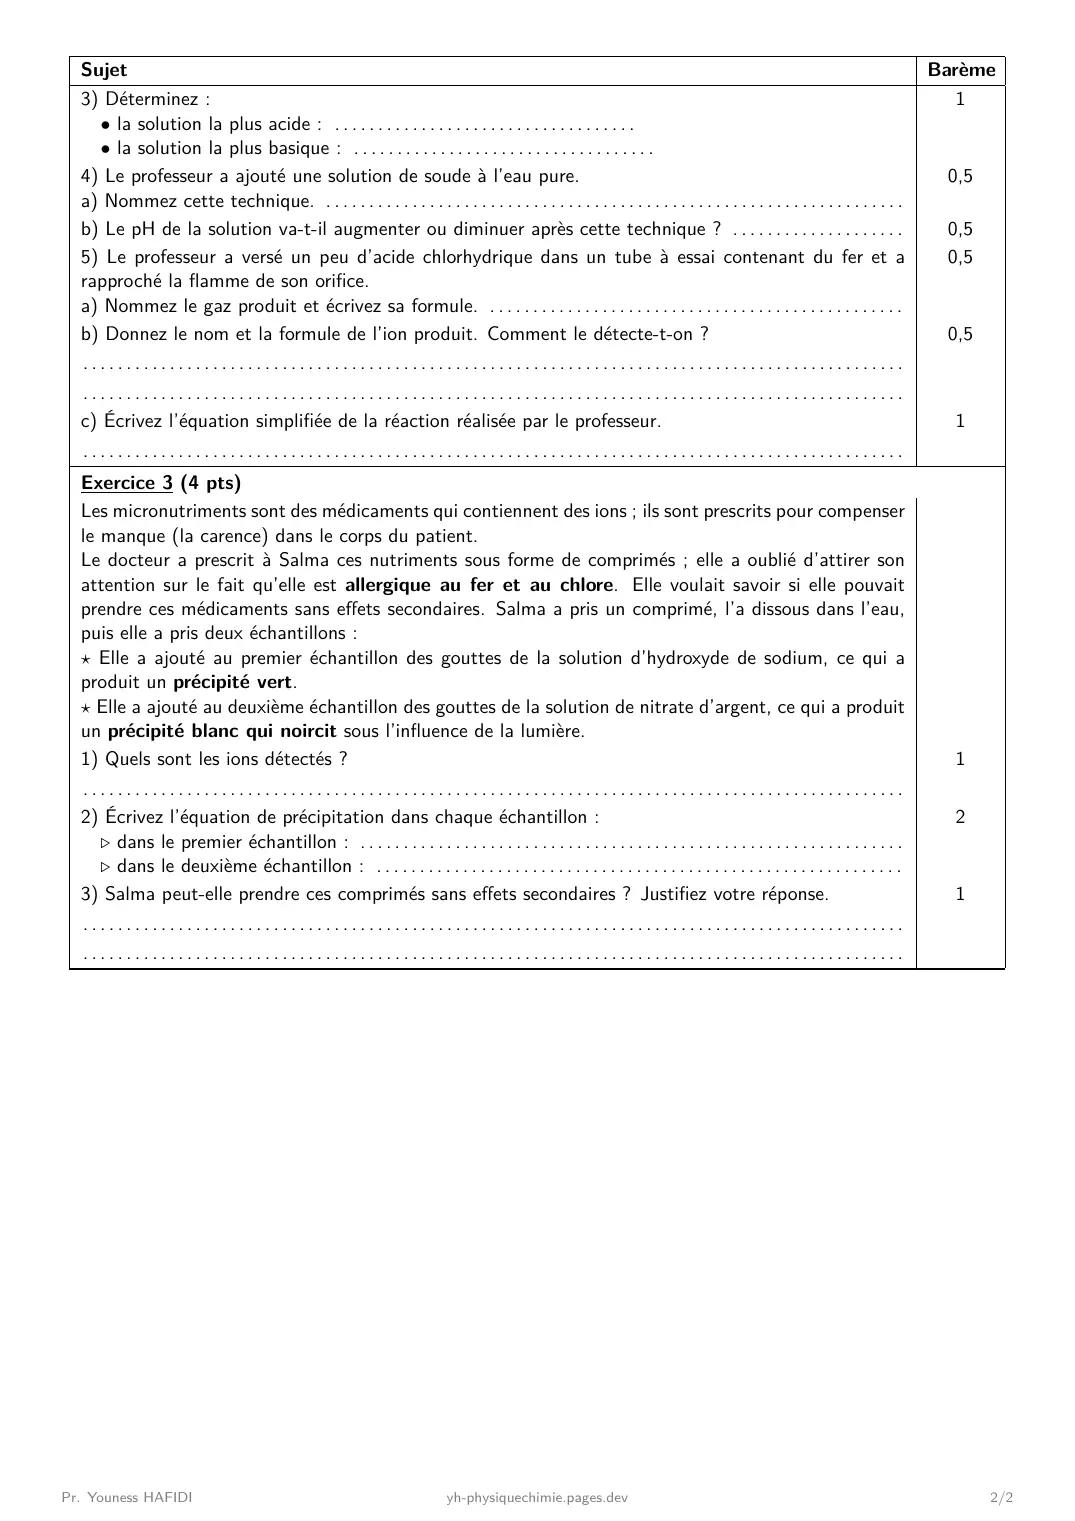 Sujet Barème
3) Déterminez : 1
• la solution la plus acide : ...................................
• la solution la plus basique : ...................................
4) Le professeur a ajouté une solution de soude à l'eau pure. 0,5
a) Nommez cette technique. ...................................................................
b) Le pH de la solution va-t-il augmenter ou diminuer après cette technique ? .................... 0,5
5) Le professeur a versé un peu d'acide chlorhydrique dans un tube à essai contenant du fer et a 0,5
rapproché la flamme de son orifice.
a) Nommez le gaz produit et écrivez sa formule. ................................................
b) Donnez le nom et la formule de l'ion produit. Comment le détecte-t-on ? 0,5
...............................................................................................
...............................................................................................
c) Écrivez l'équation simplifiée de la réaction réalisée par le professeur. 1
...............................................................................................
Exercice 3 (4 pts)
Les micronutriments sont des médicaments qui contiennent des ions ; ils sont prescrits pour compenser
le manque (la carence) dans le corps du patient.
Le docteur a prescrit à Salma ces nutriments sous forme de comprimés ; elle a oublié d'attirer son
attention sur le fait qu'elle est allergique au fer et au chlore. Elle voulait savoir si elle pouvait
prendre ces médicaments sans effets secondaires. Salma a pris un comprimé, l'a dissous dans l'eau,
puis elle a pris deux échantillons :
⋆ Elle a ajouté au premier échantillon des gouttes de la solution d'hydroxyde de sodium, ce qui a
produit un précipité vert.
⋆ Elle a ajouté au deuxième échantillon des gouttes de la solution de nitrate d'argent, ce qui a produit
un précipité blanc qui noircit sous l'influence de la lumière.
1) Quels sont les ions détectés ? 1
...............................................................................................
2) Écrivez l'équation de précipitation dans chaque échantillon : 2
▷ dans le premier échantillon : ...............................................................
▷ dans le deuxième échantillon : .............................................................
3) Salma peut-elle prendre ces comprimés sans effets secondaires ? Justifiez votre réponse. 1
...............................................................................................
...............................................................................................
Pr. Youness HAFIDI yh-physiquechimie.pages.dev 2/2